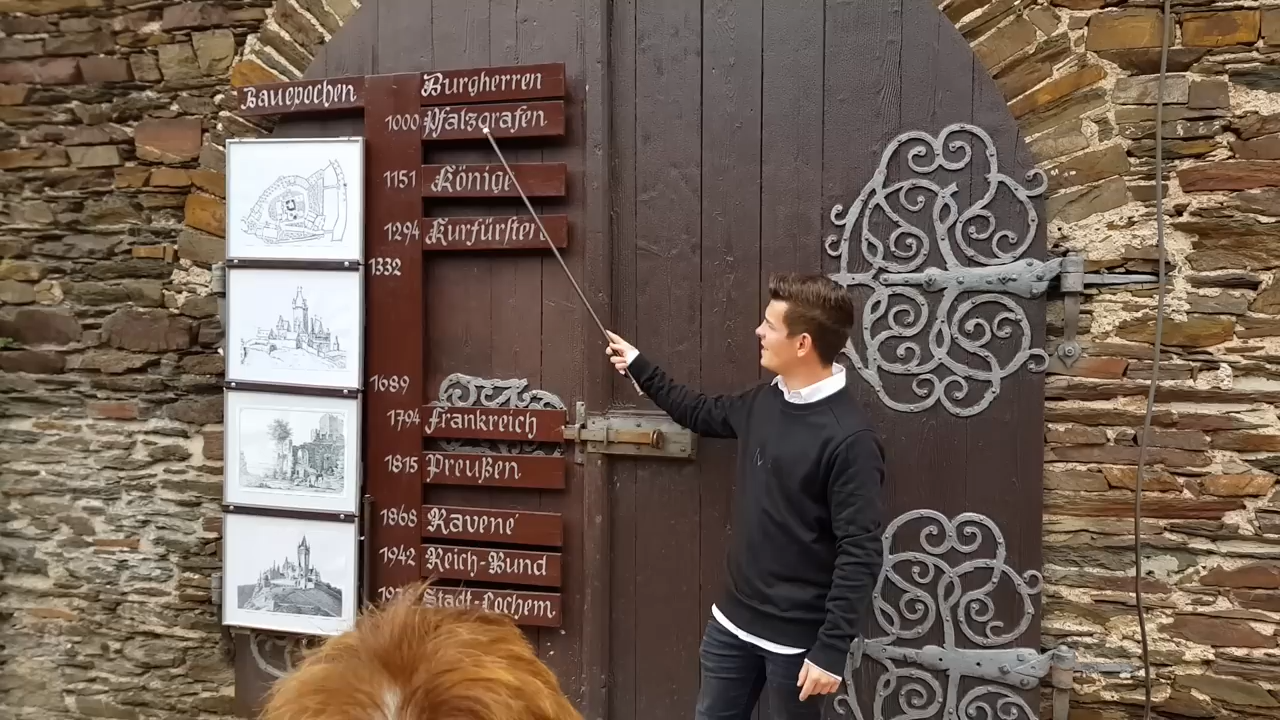 Bauepochen
Burgherren
1000 Pfalzgrafen
1151 Könige
1294 Kurfürsten
1332
1689
1794 Frankreich
1815 Preußen
1868 Ravené
1942 Reich-Bund
Stadt-Cochem.